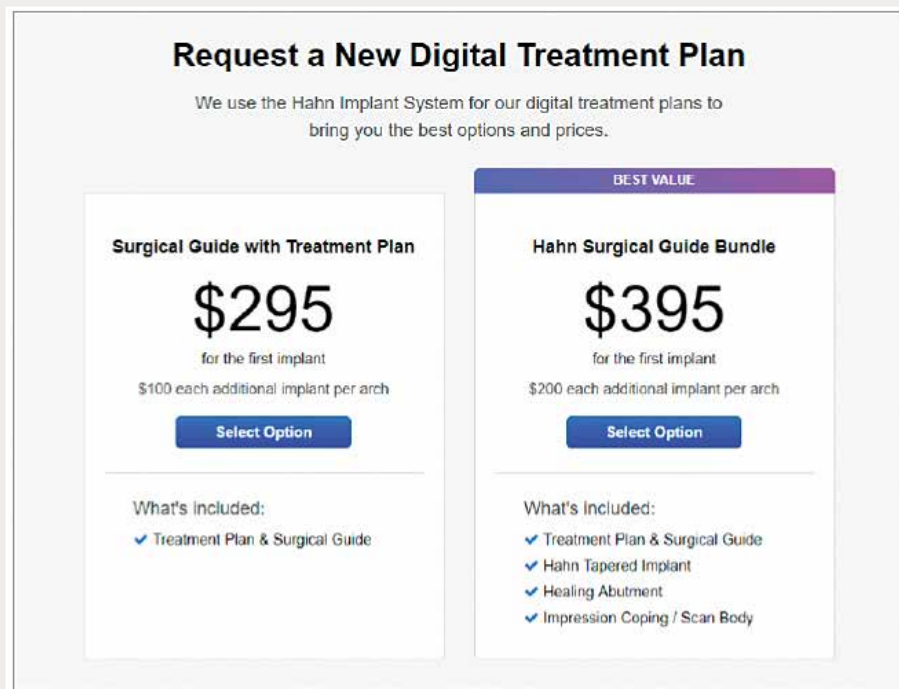 Request a New Digital Treatment Plan
We use the Hahn Implant System for our digital treatment plans to
bring you the best options and prices.
Surgical Guide with Treatment Plan
$295
for the first implant
$100 each additional implant per arch
Select Option
What's included:
Treatment Plan & Surgical Guide
BEST VALUE
Hahn Surgical Guide Bundle
$395
for the first implant
$200 each additional implant per arch
Select Option
What's included:
Treatment Plan & Surgical Guide
Hahn Tapered Implant
Healing Abutment
Impression Coping / Scan Body